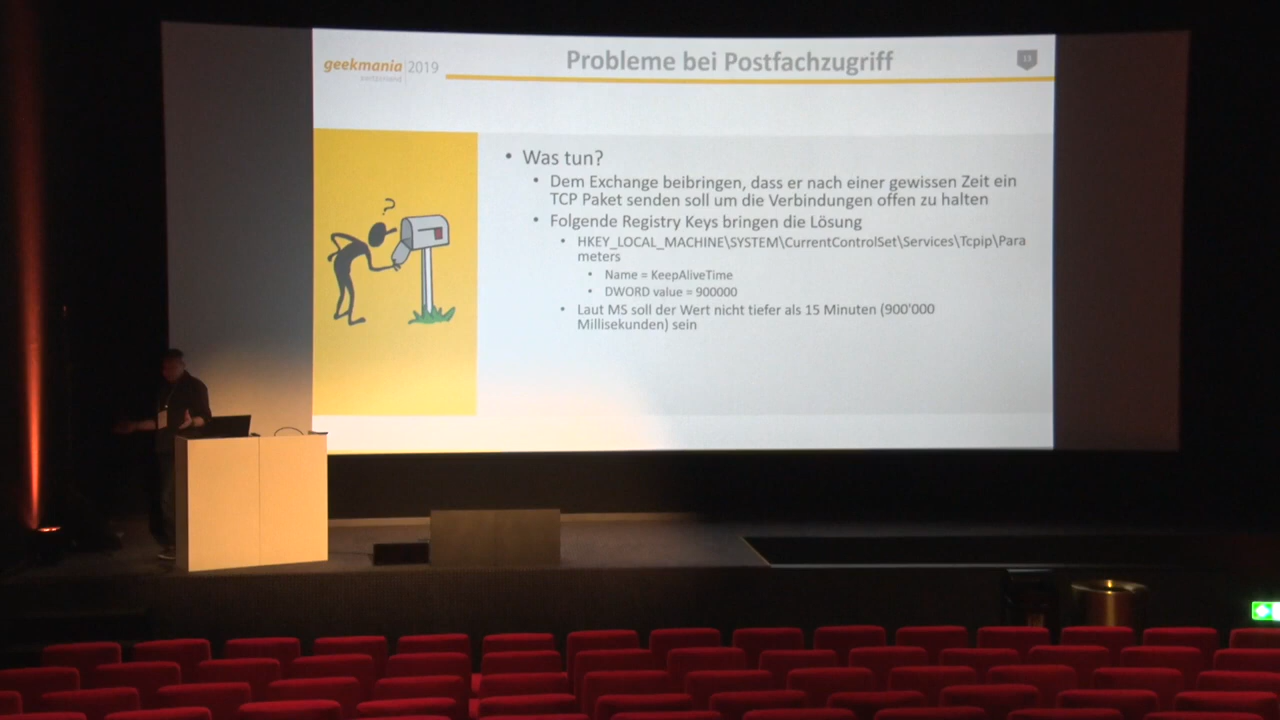 geekmania 2019
switzerland
Probleme bei Postfachzugriff
13
?
• Was tun?
• Dem Exchange beibringen, dass er nach einer gewissen Zeit ein
TCP Paket senden soll um die Verbindungen offen zu halten
• Folgende Registry Keys bringen die Lösung
• HKEY_LOCAL_MACHINE\SYSTEM\CurrentControlSet\Services\Tcpip\Para
meters
• Name = KeepAliveTime
• DWORD value = 900000
• Laut MS soll der Wert nicht tiefer als 15 Minuten (900'000
Millisekunden) sein